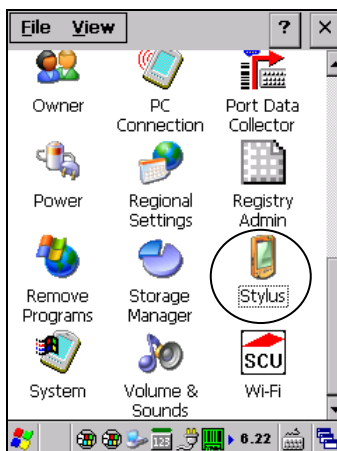 File View ? ×
Owner PC Connection Port Data Collector
Power Regional Settings Registry Admin
Remove Programs Storage Manager Stylus
SCU
System Volume & Sounds Wi-Fi
123 6.22